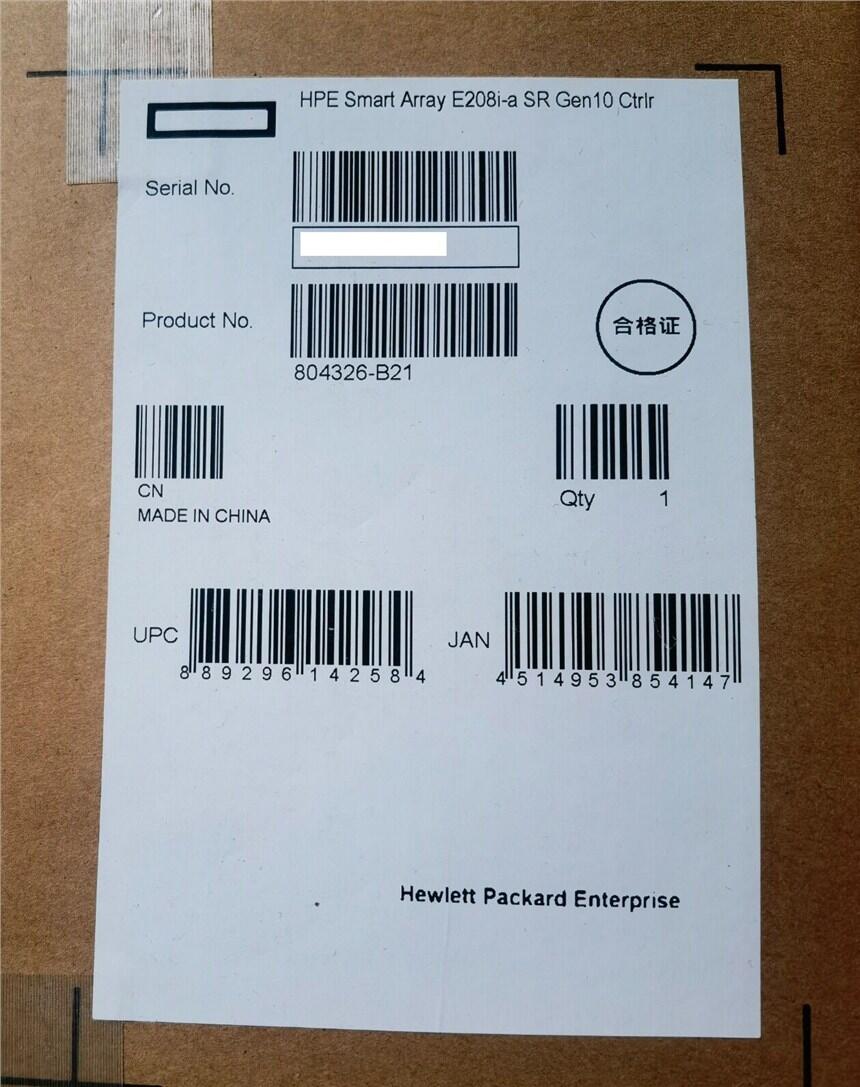 HPE Smart Array E208i-a SR Gen10 Ctrlr
Serial No.
Product No.
804326-B21
合格证
CN
MADE IN CHINA
Qty 1
UPC
8 89296 14258 4
JAN
4 514953 854147
Hewlett Packard Enterprise